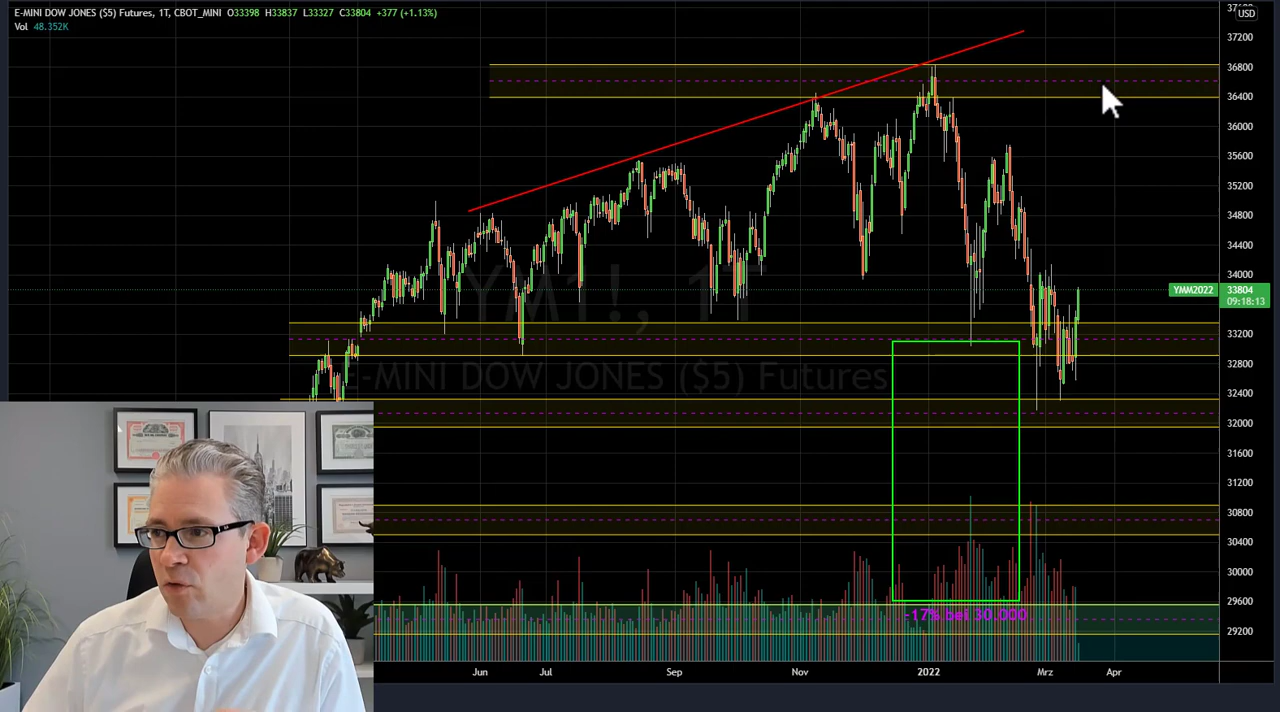 E-MINI DOW JONES ($5) Futures, 1T, CBOT_MINI O33398 H33837 L33327 C33804 +377 (+1.13%)
Vol 48.352K
USD
37200
36800
36400
36000
35600
35200
34800
34400
34000
YM1!, 1T
YMM2022 33804
09:18:13
33200
32800
E-MINI DOW JONES ($5) Futures
32400
32000
31600
31200
30800
30400
30000
29600
-17% bei 30.000
29200
Jun Jul Sep Nov 2022 Mrz Apr